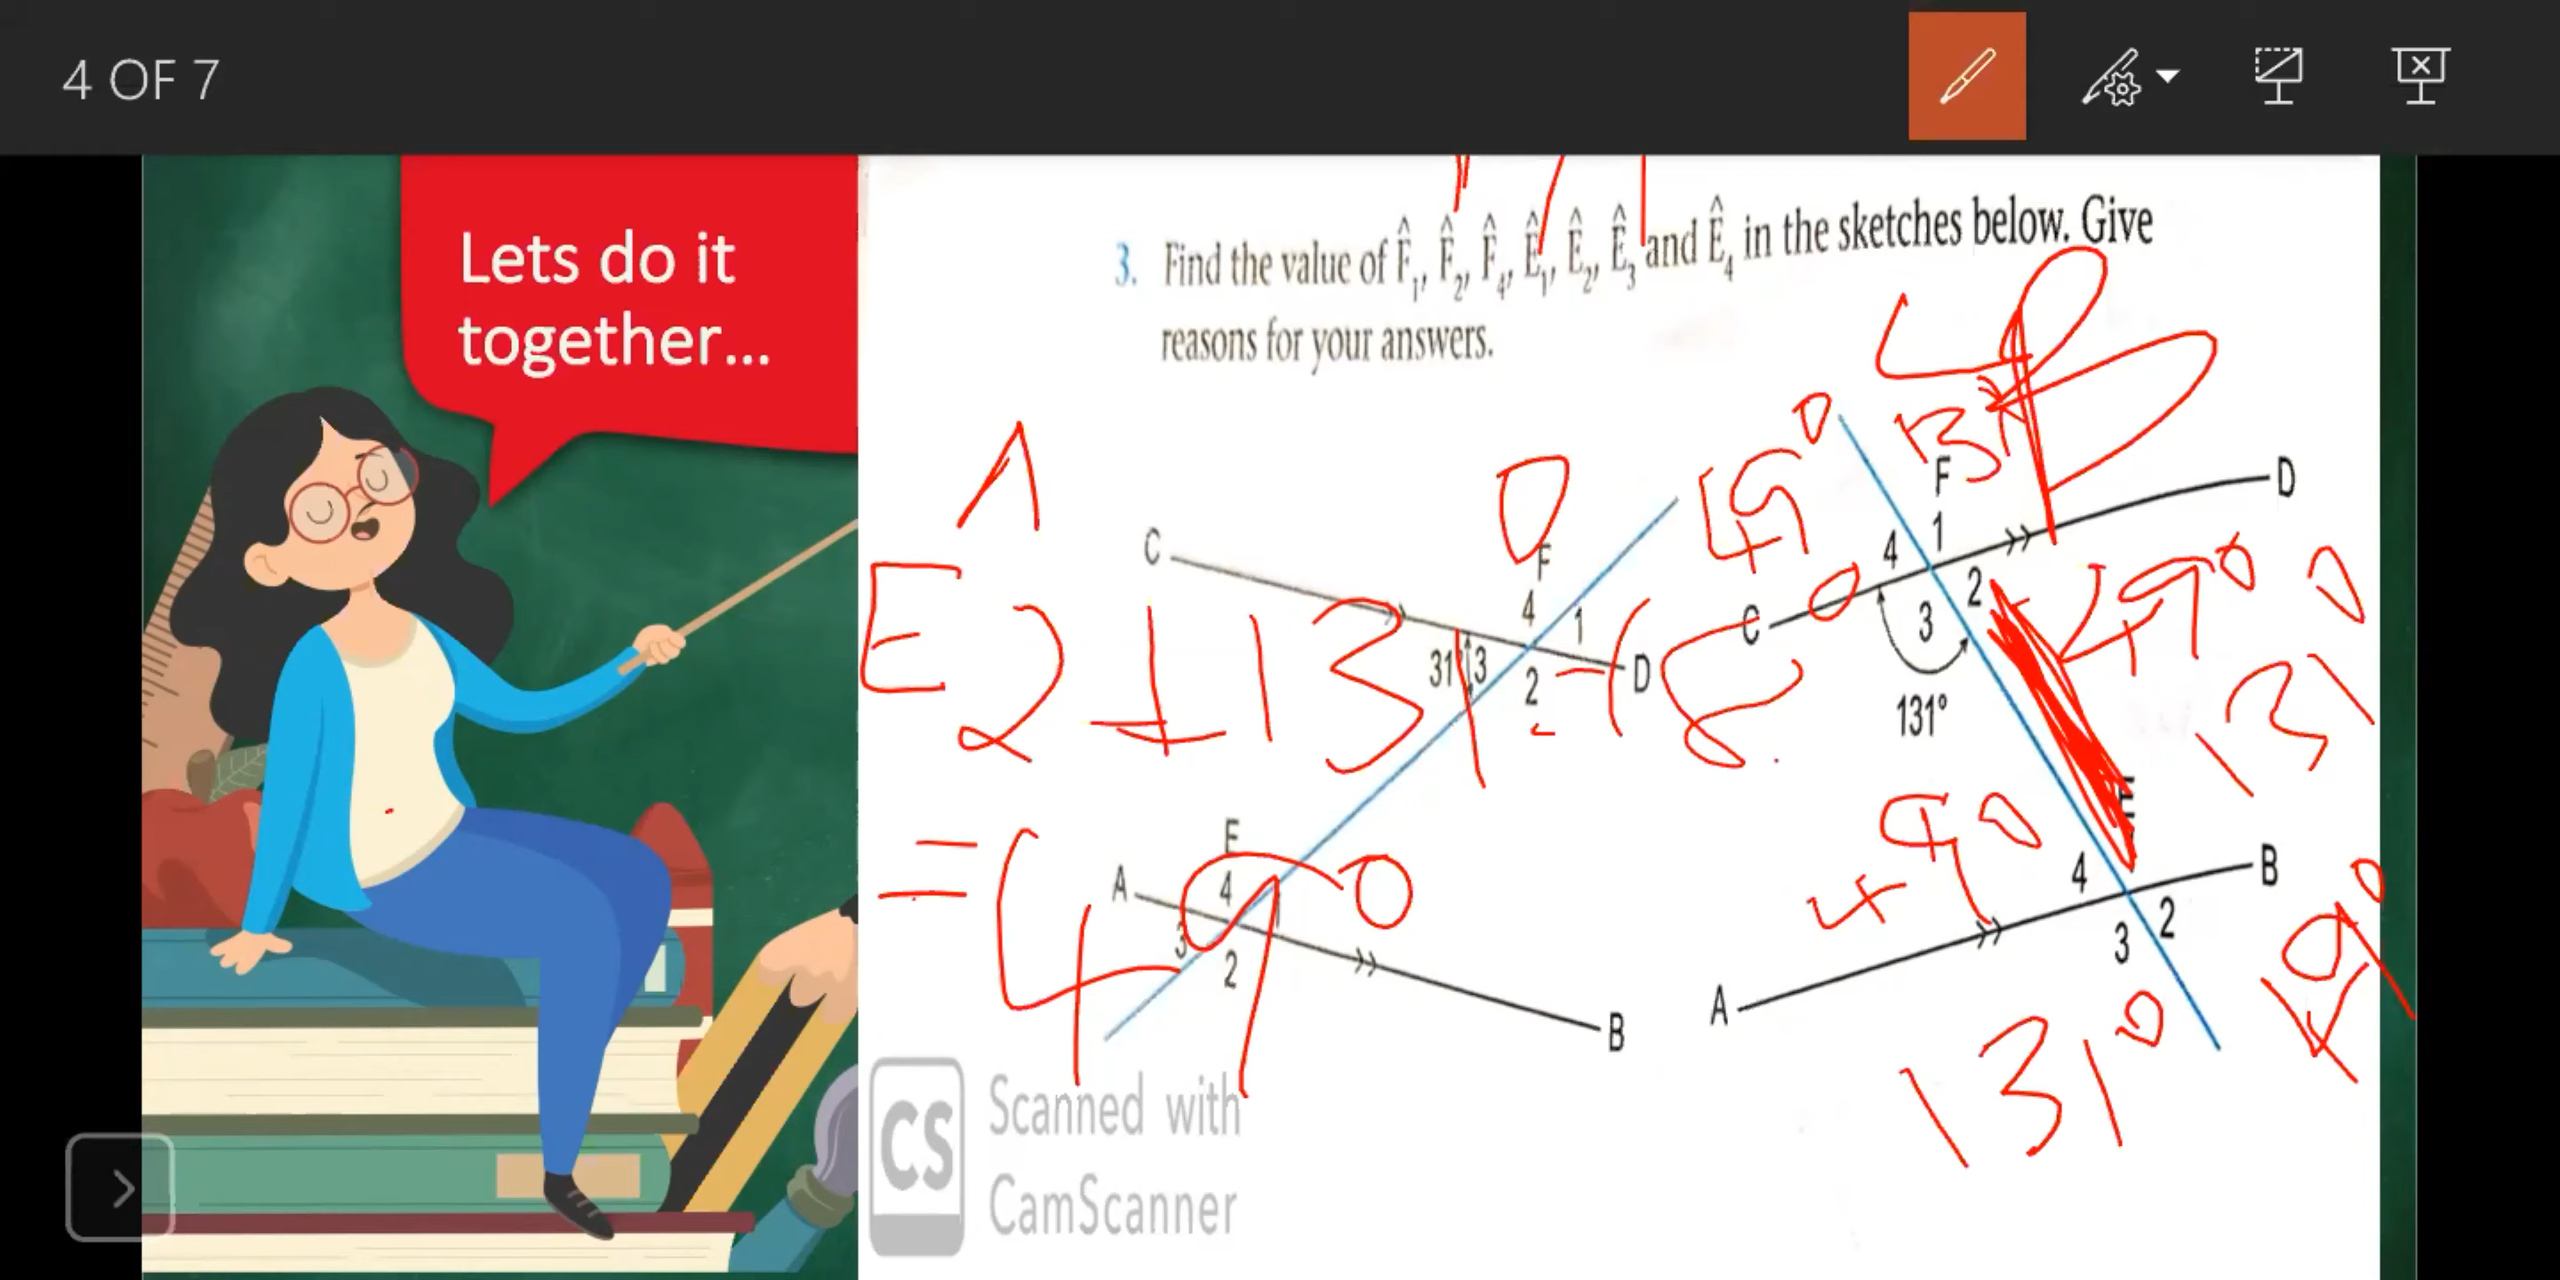 4 OF 7
Lets do it
together...
3. Find the value of F̂₁, F̂₂, F̂₄, Ê₁, Ê₂, Ê₃ and Ê₄ in the sketches below. Give
reasons for your answers.
C
F
4
1
31
3
2
D
E
A
4
1
3
2
B
E2 + 131 = 18
= 49°
49°
131
F
D
4
1
C
3
2
49°
131°
131°
49°
4
B
2
3
A
49°
131°
CS
Scanned with
CamScanner